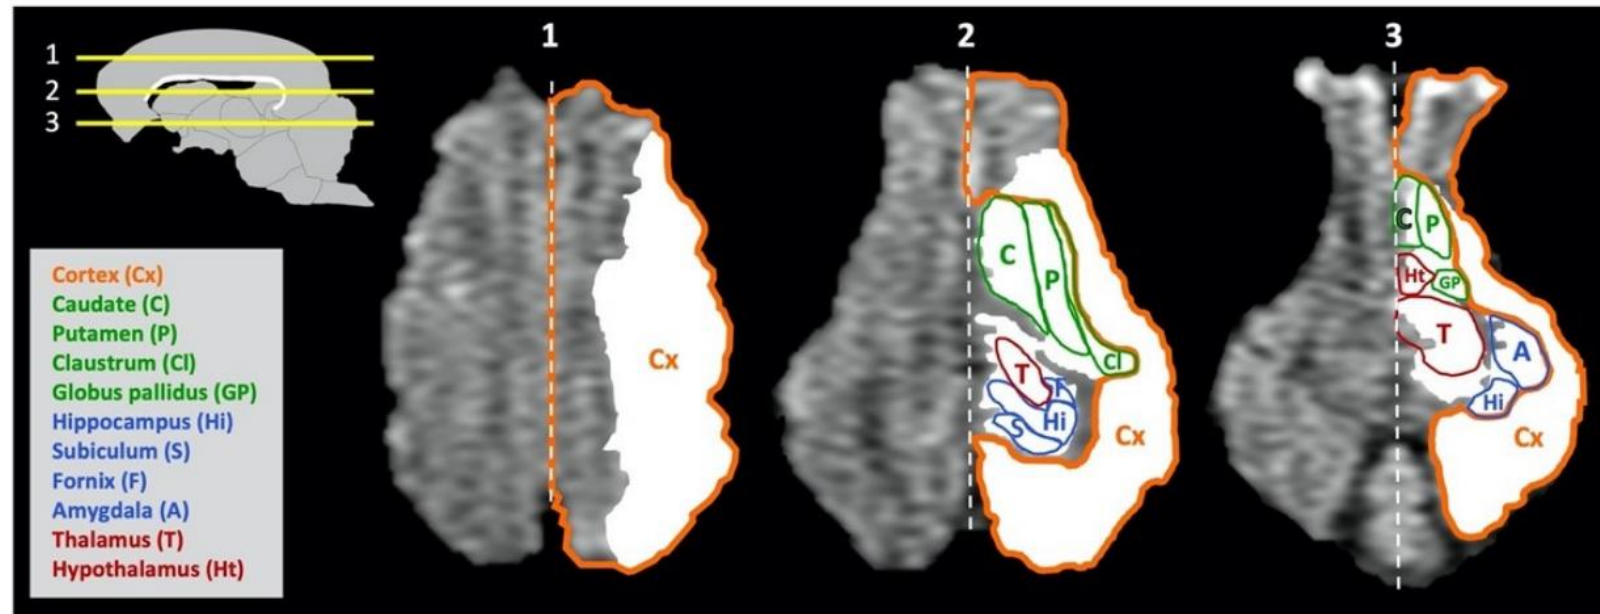 1
2
3
1
2
3
Cortex (Cx)
Caudate (C)
Putamen (P)
Claustrum (Cl)
Globus pallidus (GP)
Hippocampus (Hi)
Subiculum (S)
Fornix (F)
Amygdala (A)
Thalamus (T)
Hypothalamus (Ht)
Cx
C
P
Cl
T
F
Hi
S
Cx
C
P
Ht
GP
T
A
Hi
Cx